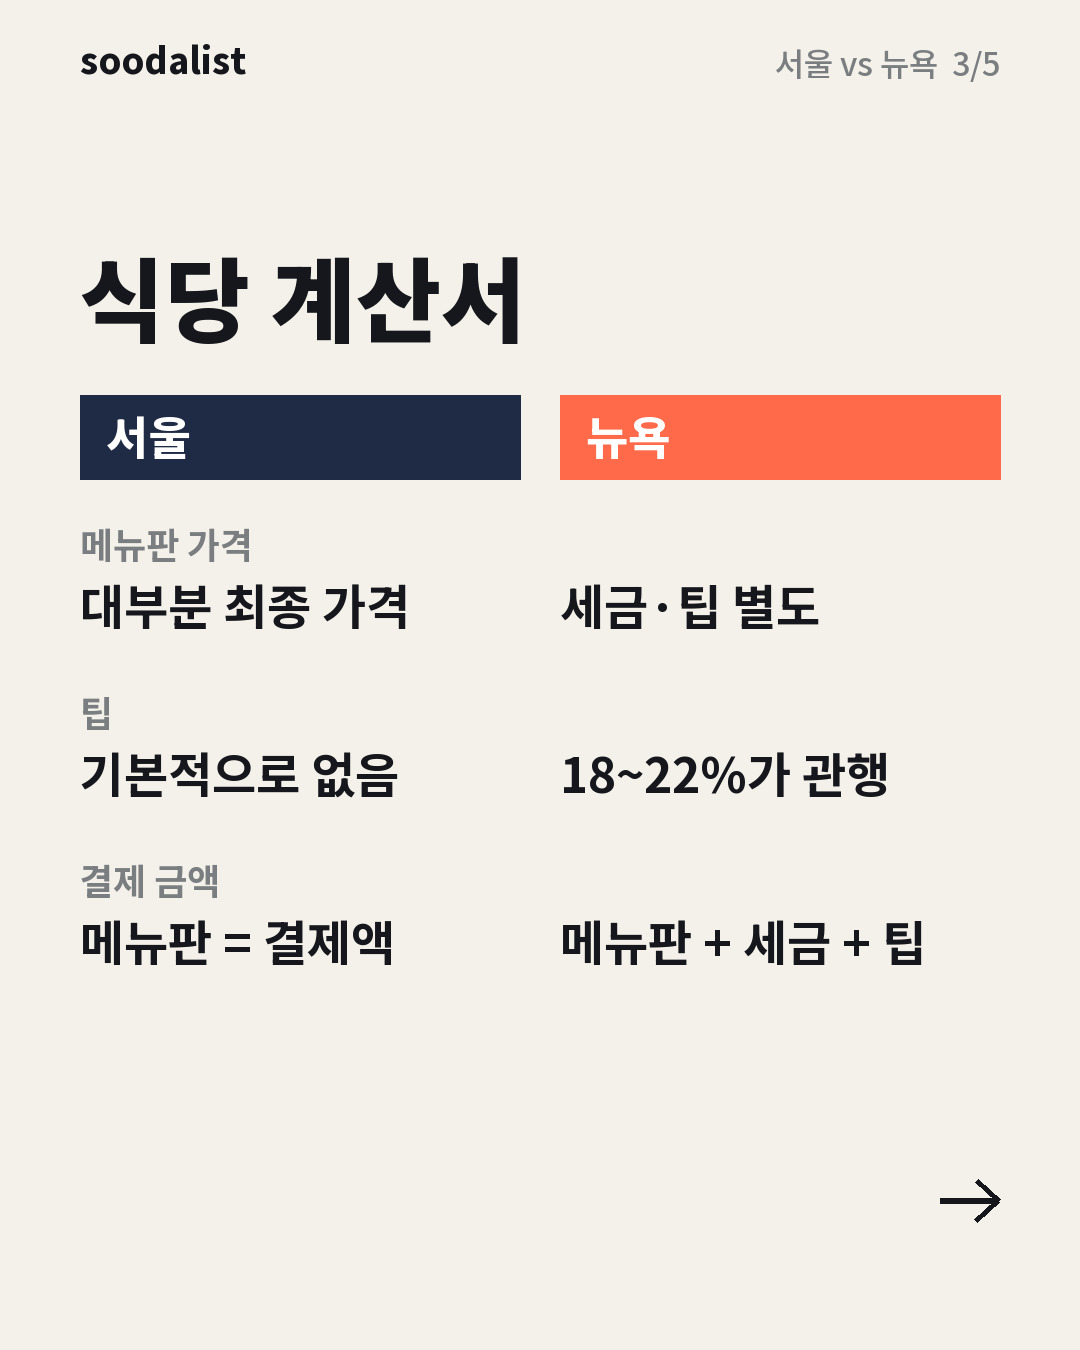 soodalist
서울 vs 뉴욕 3/5
식당 계산서
서울
뉴욕
메뉴판 가격
대부분 최종 가격
세금·팁 별도
팁
기본적으로 없음
18~22%가 관행
결제 금액
메뉴판 = 결제액
메뉴판 + 세금 + 팁